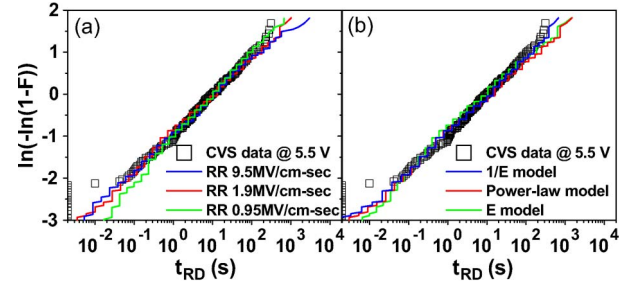 (a)
(b)
ln(-ln(1-F))
2
1
0
-1
-2
-3
CVS data @ 5.5 V
RR 9.5MV/cm-sec
RR 1.9MV/cm-sec
RR 0.95MV/cm-sec
CVS data @ 5.5 V
1/E model
Power-law model
E model
10⁻² 10⁻¹ 10⁰ 10¹ 10² 10³
10⁻² 10⁻¹ 10⁰ 10¹ 10² 10³ 10⁴
t_RD (s)
t_RD (s)